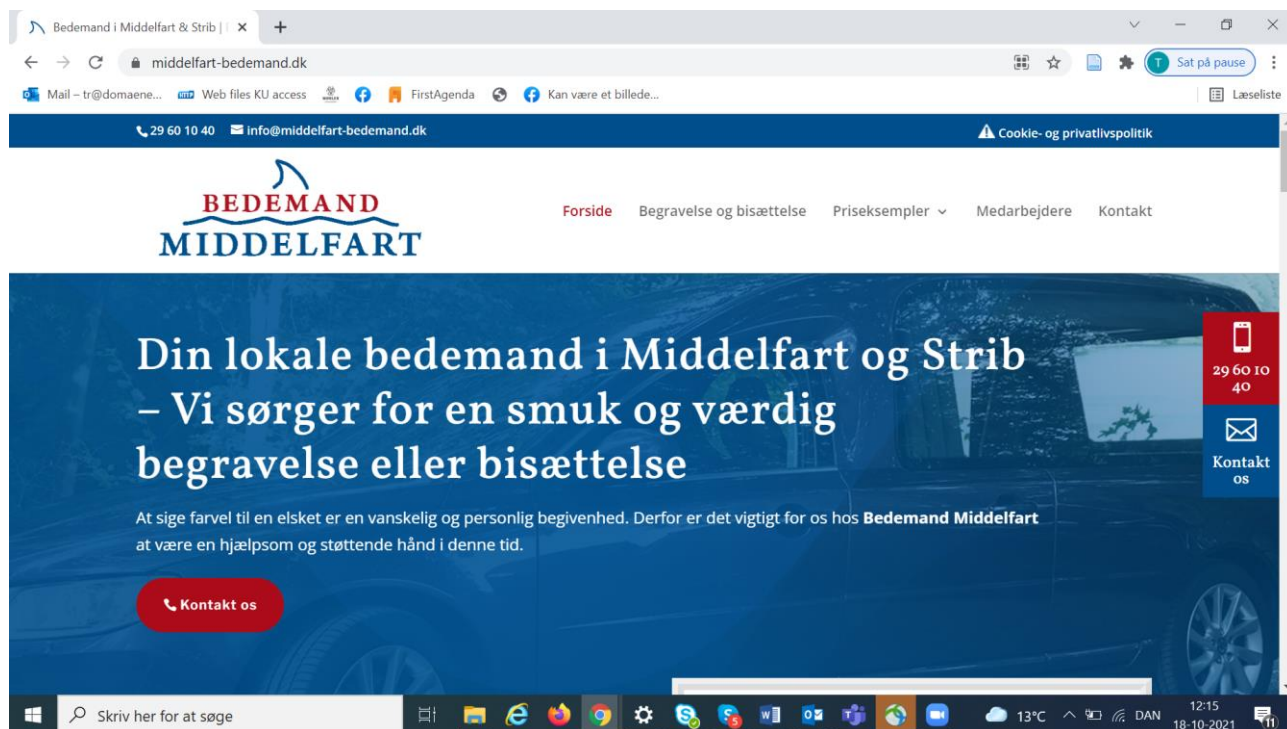 Bedemand i Middelfart & Strib |
middelfart-bedemand.dk
T Sat på pause
Mail – tr@domaene... Web files KU access FirstAgenda Kan være et billede... Læseliste
29 60 10 40 info@middelfart-bedemand.dk Cookie- og privatlivspolitik
BEDEMAND
MIDDELFART
Forside Begravelse og bisættelse Priseksempler Medarbejdere Kontakt
Din lokale bedemand i Middelfart og Strib
– Vi sørger for en smuk og værdig
begravelse eller bisættelse
At sige farvel til en elsket er en vanskelig og personlig begivenhed. Derfor er det vigtigt for os hos Bedemand Middelfart
at være en hjælpsom og støttende hånd i denne tid.
Kontakt os
29 60 10
40
Kontakt
os
Skriv her for at søge
13°C DAN
12:15
18-10-2021
11